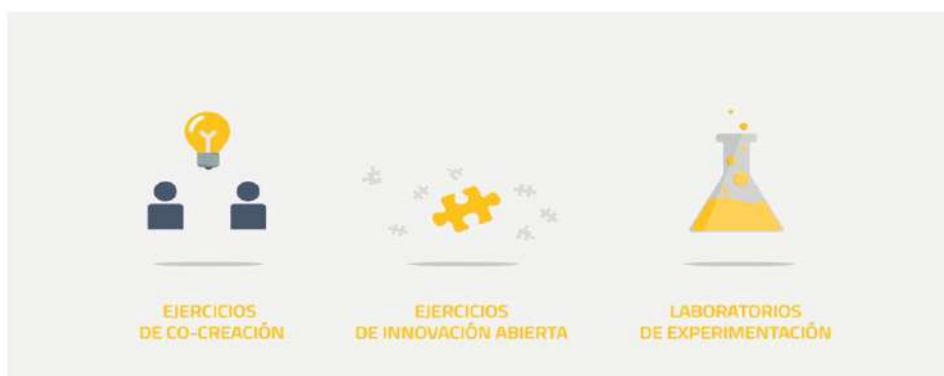 EJERCICIOS
DE CO-CREACIÓN
EJERCICIOS
DE INNOVACIÓN ABIERTA
LABORATORIOS
DE EXPERIMENTACIÓN